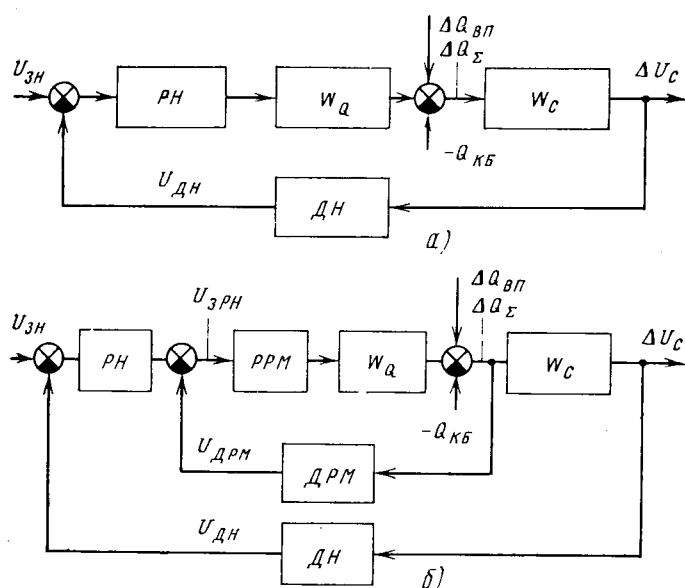 ΔQ_ВП
ΔQ_Σ
U_ЗН
РН
W_Q
W_C
ΔU_C
-Q_КБ
U_ДН
ДН
а)
ΔQ_ВП
ΔQ_Σ
U_ЗРН
U_ЗН
РН
РРМ
W_Q
W_C
ΔU_C
-Q_КБ
U_ДРМ
ДРМ
U_ДН
ДН
б)